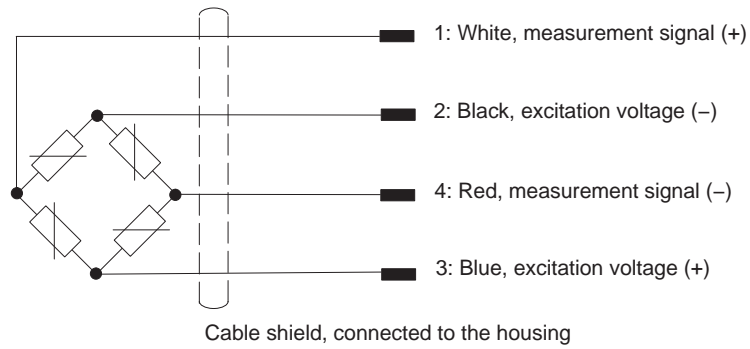 1: White, measurement signal (+)
2: Black, excitation voltage (−)
4: Red, measurement signal (−)
3: Blue, excitation voltage (+)
Cable shield, connected to the housing